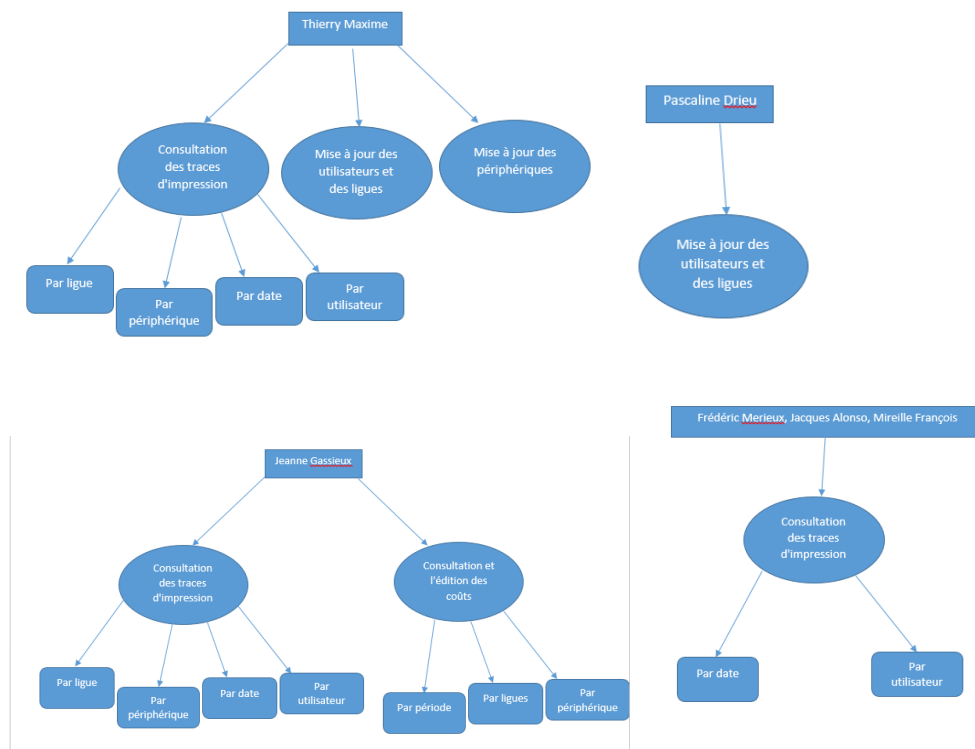 Thierry Maxime
Consultation
des traces
d'impression
Mise à jour des
utilisateurs et
des ligues
Mise à jour des
périphériques
Par ligue
Par
périphérique
Par date
Par
utilisateur
Pascaline Drieu
Mise à jour des
utilisateurs et
des ligues
Jeanne Gassieux
Consultation
des traces
d'impression
Consultation et
l'édition des
coûts
Par ligue
Par
périphérique
Par date
Par
utilisateur
Par période
Par ligues
Par
périphérique
Frédéric Merieux, Jacques Alonso, Mireille François
Consultation
des traces
d'impression
Par date
Par
utilisateur